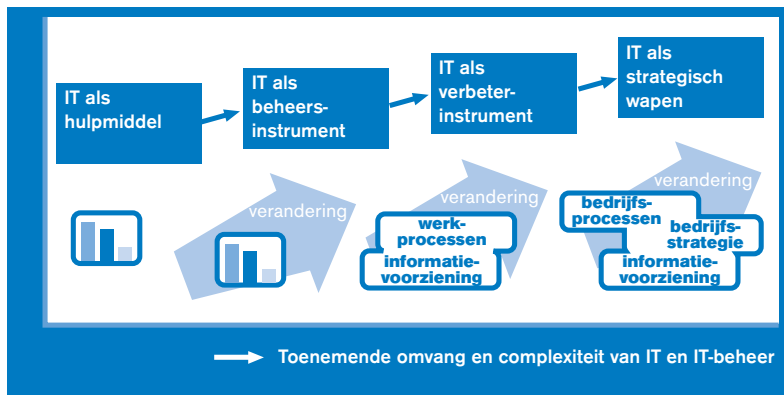 IT als
hulpmiddel
IT als
beheers-
instrument
IT als
verbeter-
instrument
IT als
strategisch
wapen
verandering
verandering
werk-
processen
informatie-
voorziening
verandering
bedrijfs-
processen
bedrijfs-
strategie
informatie-
voorziening
Toenemende omvang en complexiteit van IT en IT-beheer